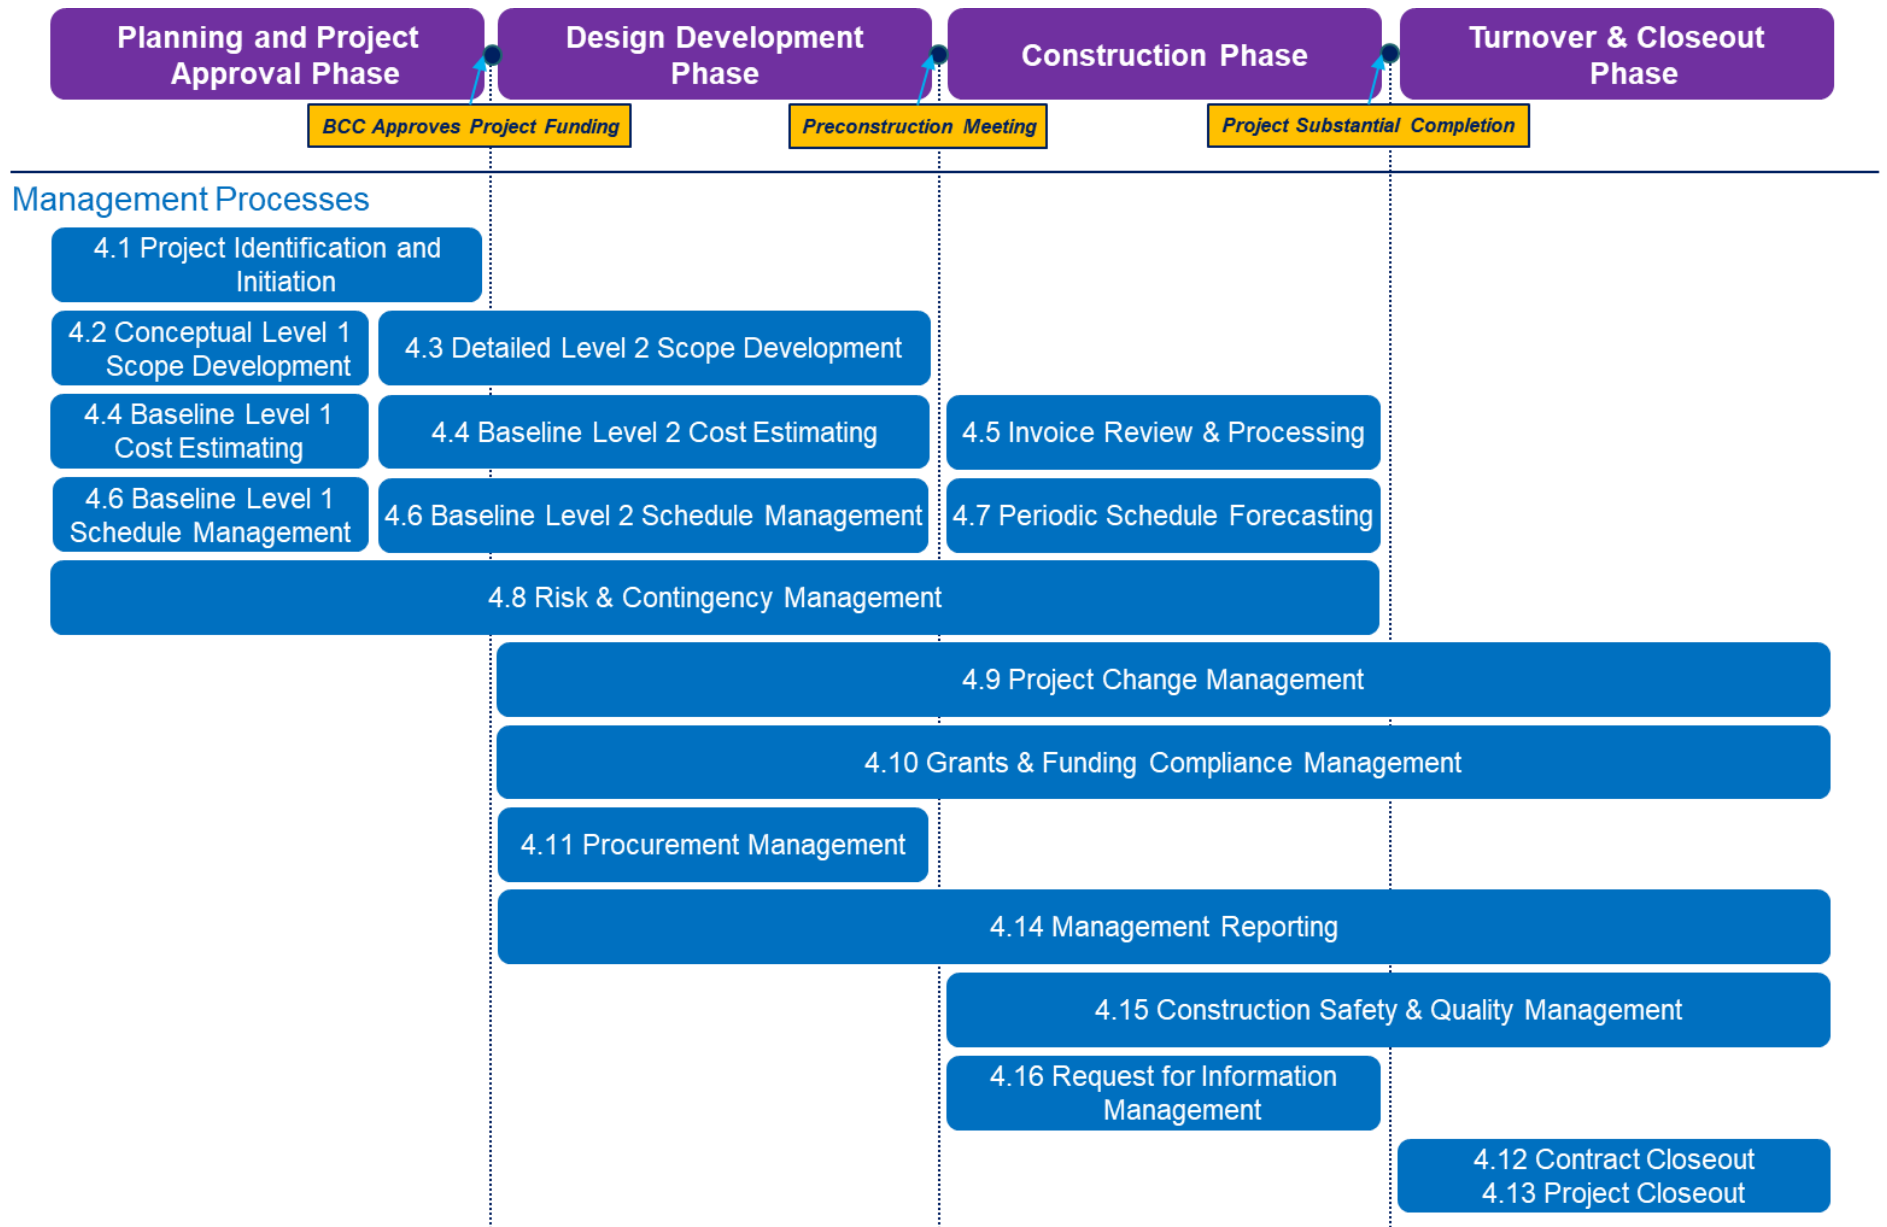 Planning and Project
Approval Phase
Design Development
Phase
Construction Phase
Turnover & Closeout
Phase
BCC Approves Project Funding
Preconstruction Meeting
Project Substantial Completion
Management Processes
4.1 Project Identification and
Initiation
4.2 Conceptual Level 1
Scope Development
4.3 Detailed Level 2 Scope Development
4.4 Baseline Level 1
Cost Estimating
4.4 Baseline Level 2 Cost Estimating
4.5 Invoice Review & Processing
4.6 Baseline Level 1
Schedule Management
4.6 Baseline Level 2 Schedule Management
4.7 Periodic Schedule Forecasting
4.8 Risk & Contingency Management
4.9 Project Change Management
4.10 Grants & Funding Compliance Management
4.11 Procurement Management
4.14 Management Reporting
4.15 Construction Safety & Quality Management
4.16 Request for Information
Management
4.12 Contract Closeout
4.13 Project Closeout